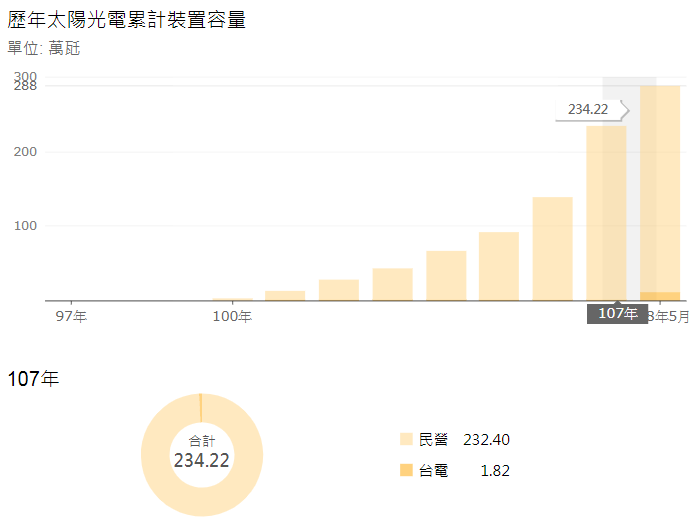 歷年太陽光電累計裝置容量
單位: 萬瓩
300
288
234.22
200
100
97年
100年
107年
8年5月
107年
合計
234.22
民營 232.40
台電 1.82